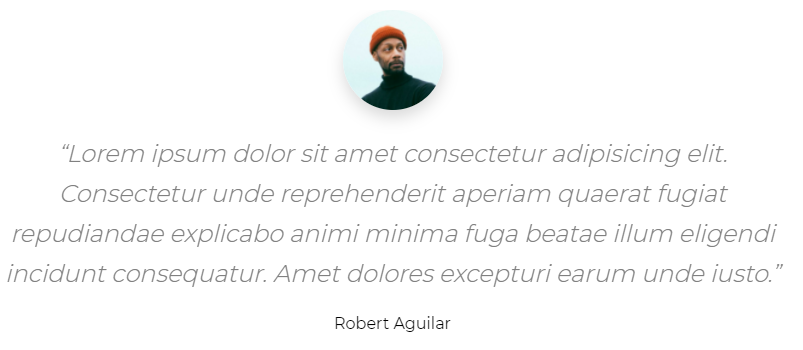 “Lorem ipsum dolor sit amet consectetur adipisicing elit.
Consectetur unde reprehenderit aperiam quaerat fugiat
repudiandae explicabo animi minima fuga beatae illum eligendi
incidunt consequatur. Amet dolores excepturi earum unde iusto.”
Robert Aguilar